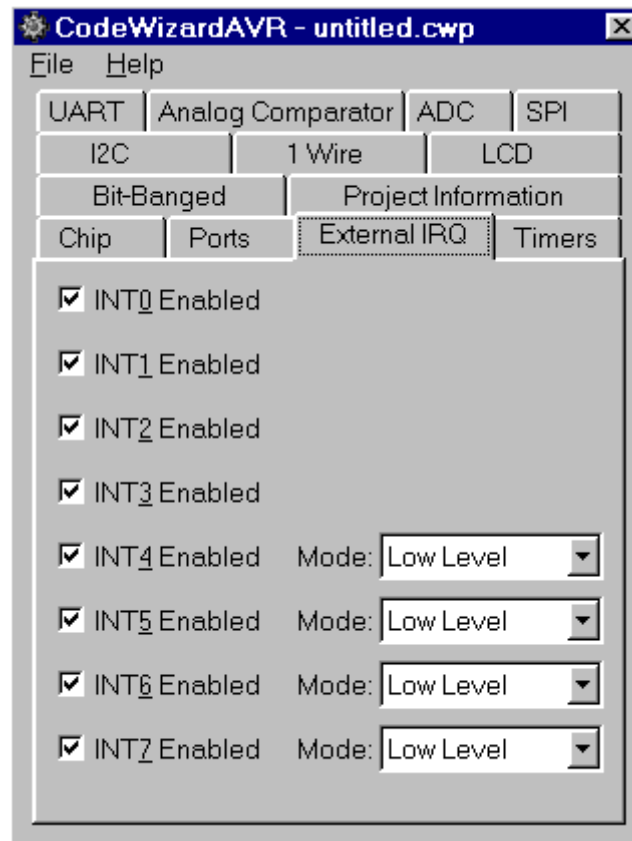 CodeWizardAVR - untitled.cwp
File Help
UART Analog Comparator ADC SPI
I2C 1 Wire LCD
Bit-Banged Project Information
Chip Ports External IRQ Timers
INT0 Enabled
INT1 Enabled
INT2 Enabled
INT3 Enabled
INT4 Enabled Mode: Low Level
INT5 Enabled Mode: Low Level
INT6 Enabled Mode: Low Level
INT7 Enabled Mode: Low Level